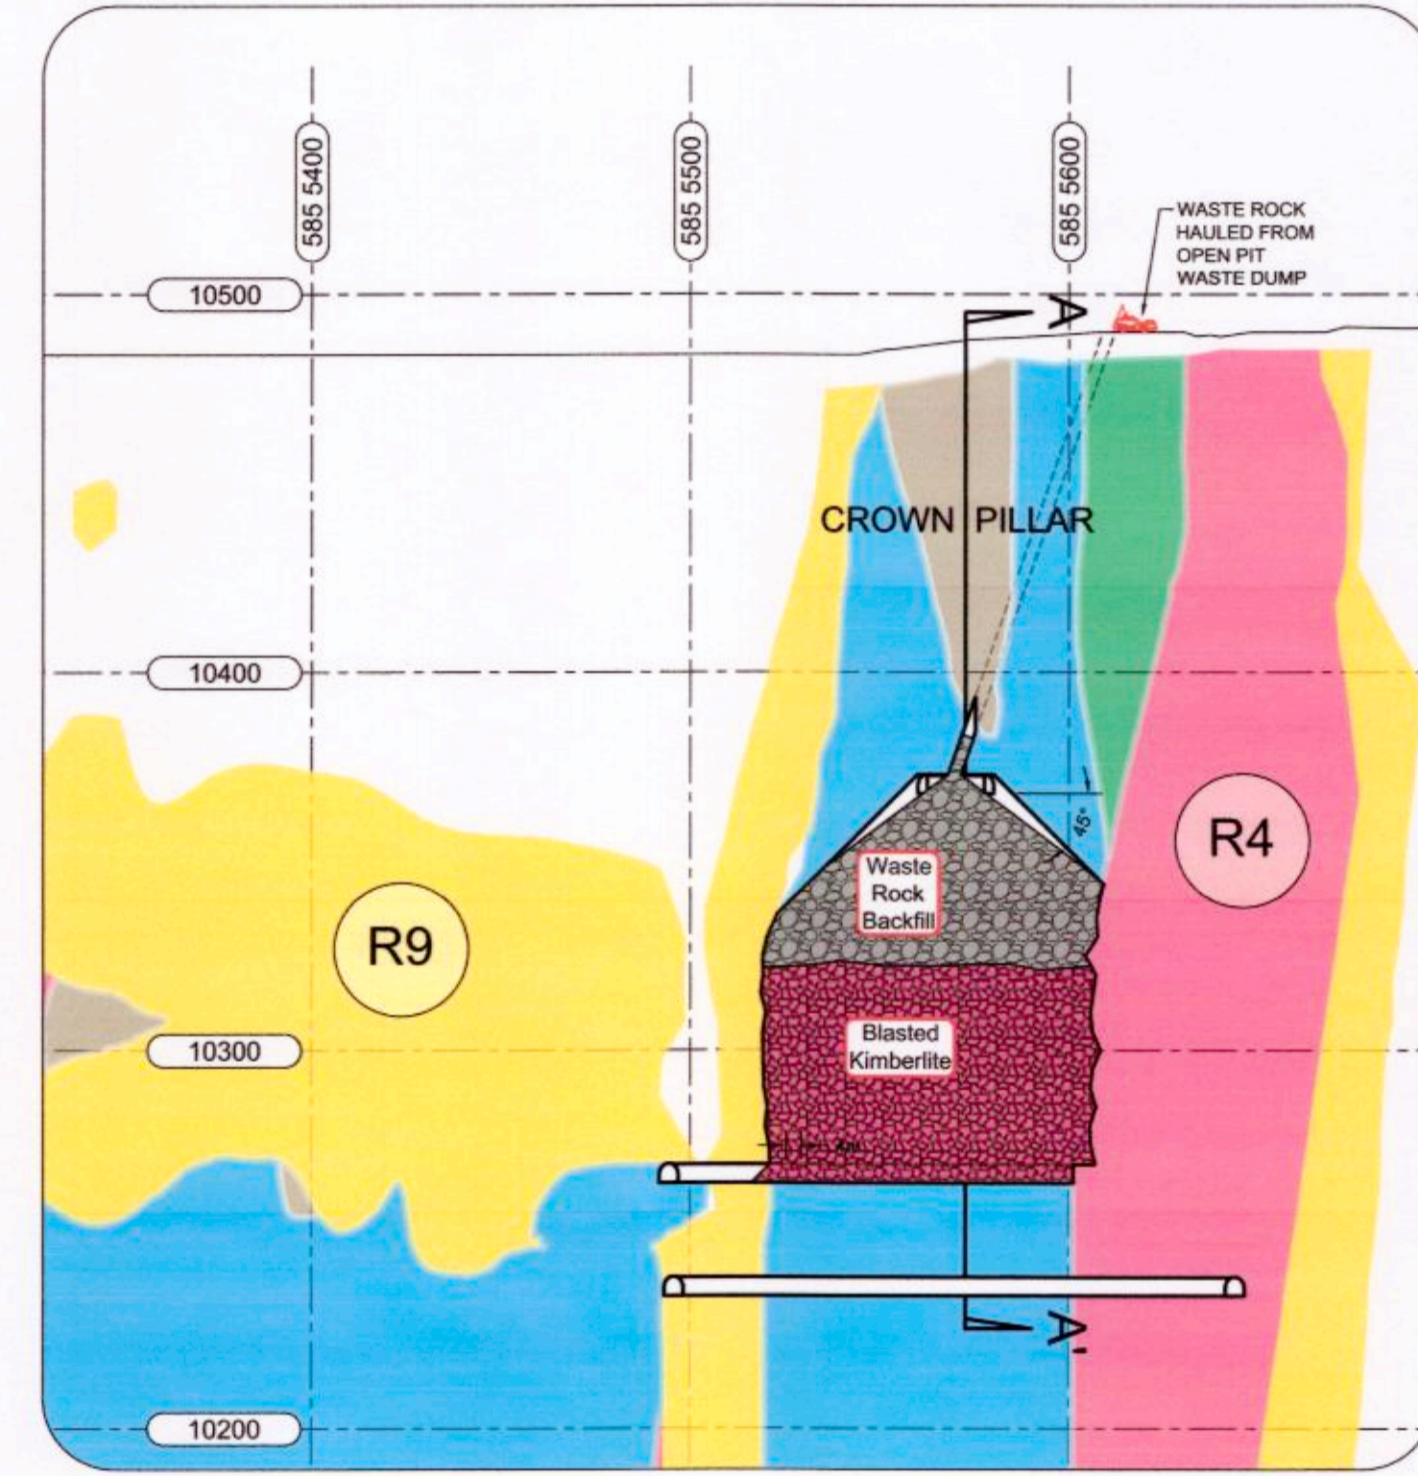 585 5400
585 5500
585 5600
WASTE ROCK
HAULED FROM
OPEN PIT
WASTE DUMP
10500
A
CROWN PILLAR
10400
45°
R4
Waste
Rock
Backfill
R9
Blasted
Kimberlite
10300
A'
10200